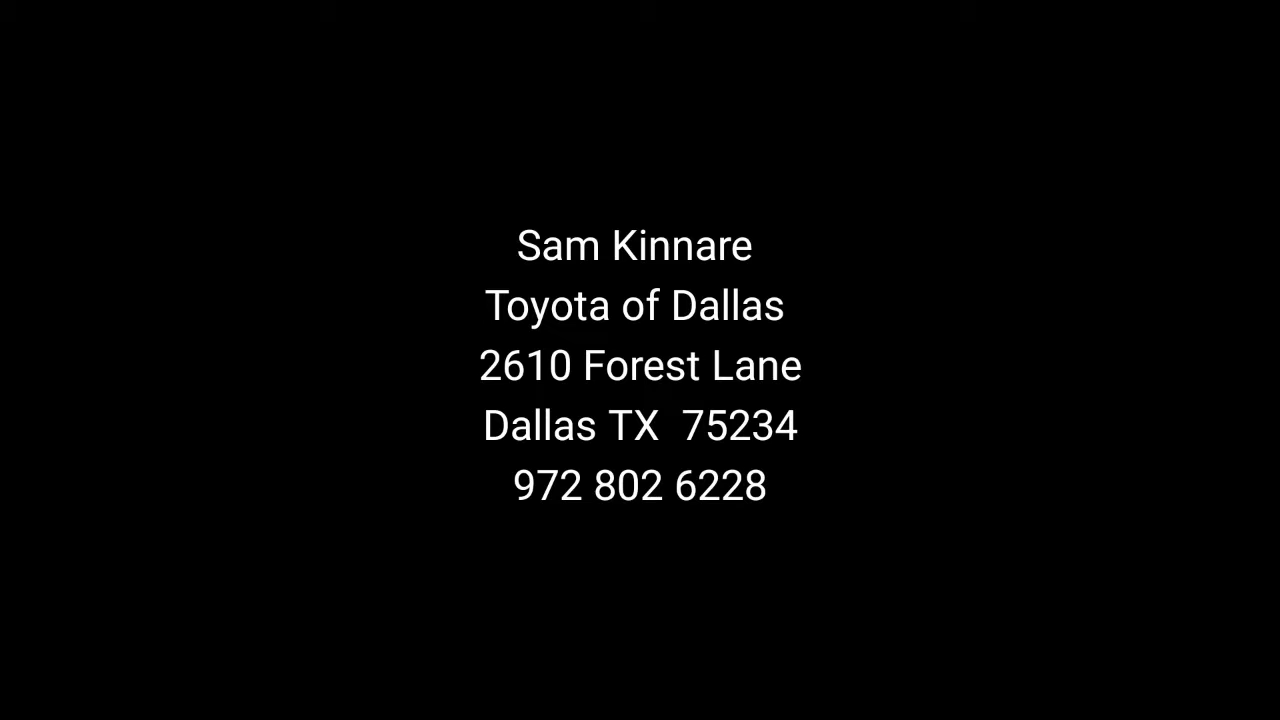 Sam Kinnare
Toyota of Dallas
2610 Forest Lane
Dallas TX  75234
972 802 6228